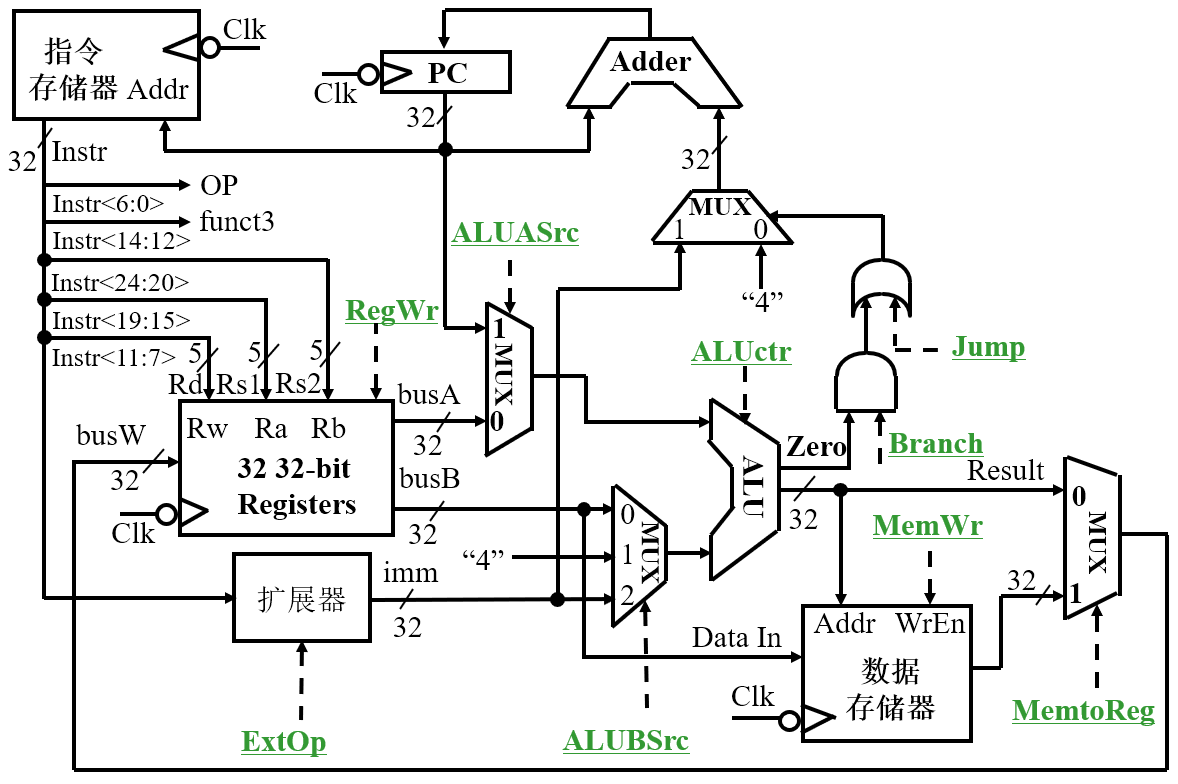 指令
存储器 Addr
Clk
PC
Clk
32
Adder
32
32
Instr
OP
Instr<6:0>
funct3
Instr<14:12>
Instr<24:20>
Instr<19:15>
Instr<11:7>
MUX
1 0
“4”
ALUASrc
RegWr
ALUctr
Jump
Branch
5 5 5
Rd Rs1 Rs2
1
MUX
0
busA
32
busW
32
Rw Ra Rb
32 32-bit
Registers
Clk
busB
32
Zero
ALU
Result
32
0
MUX
1
32
“4”
0
1
2
MUX
imm
32
扩展器
MemWr
Addr WrEn
Data In
数据
存储器
Clk
ExtOp
ALUBSrc
MemtoReg